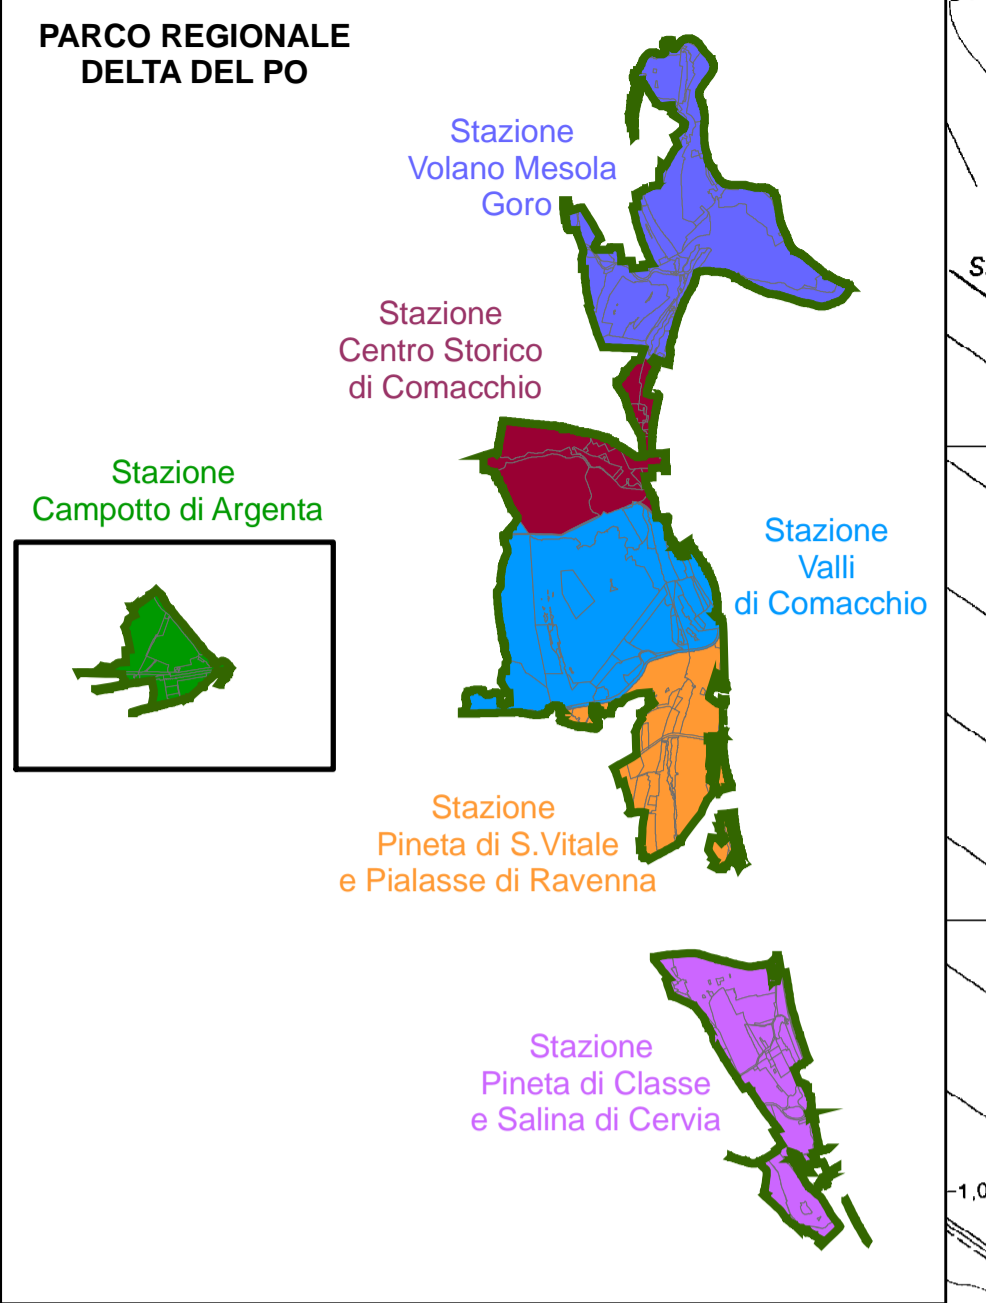 PARCO REGIONALE
DELTA DEL PO
Stazione
Volano Mesola
Goro
Stazione
Centro Storico
di Comacchio
Stazione
Campotto di Argenta
Stazione
Valli
di Comacchio
Stazione
Pineta di S.Vitale
e Pialasse di Ravenna
Stazione
Pineta di Classe
e Salina di Cervia